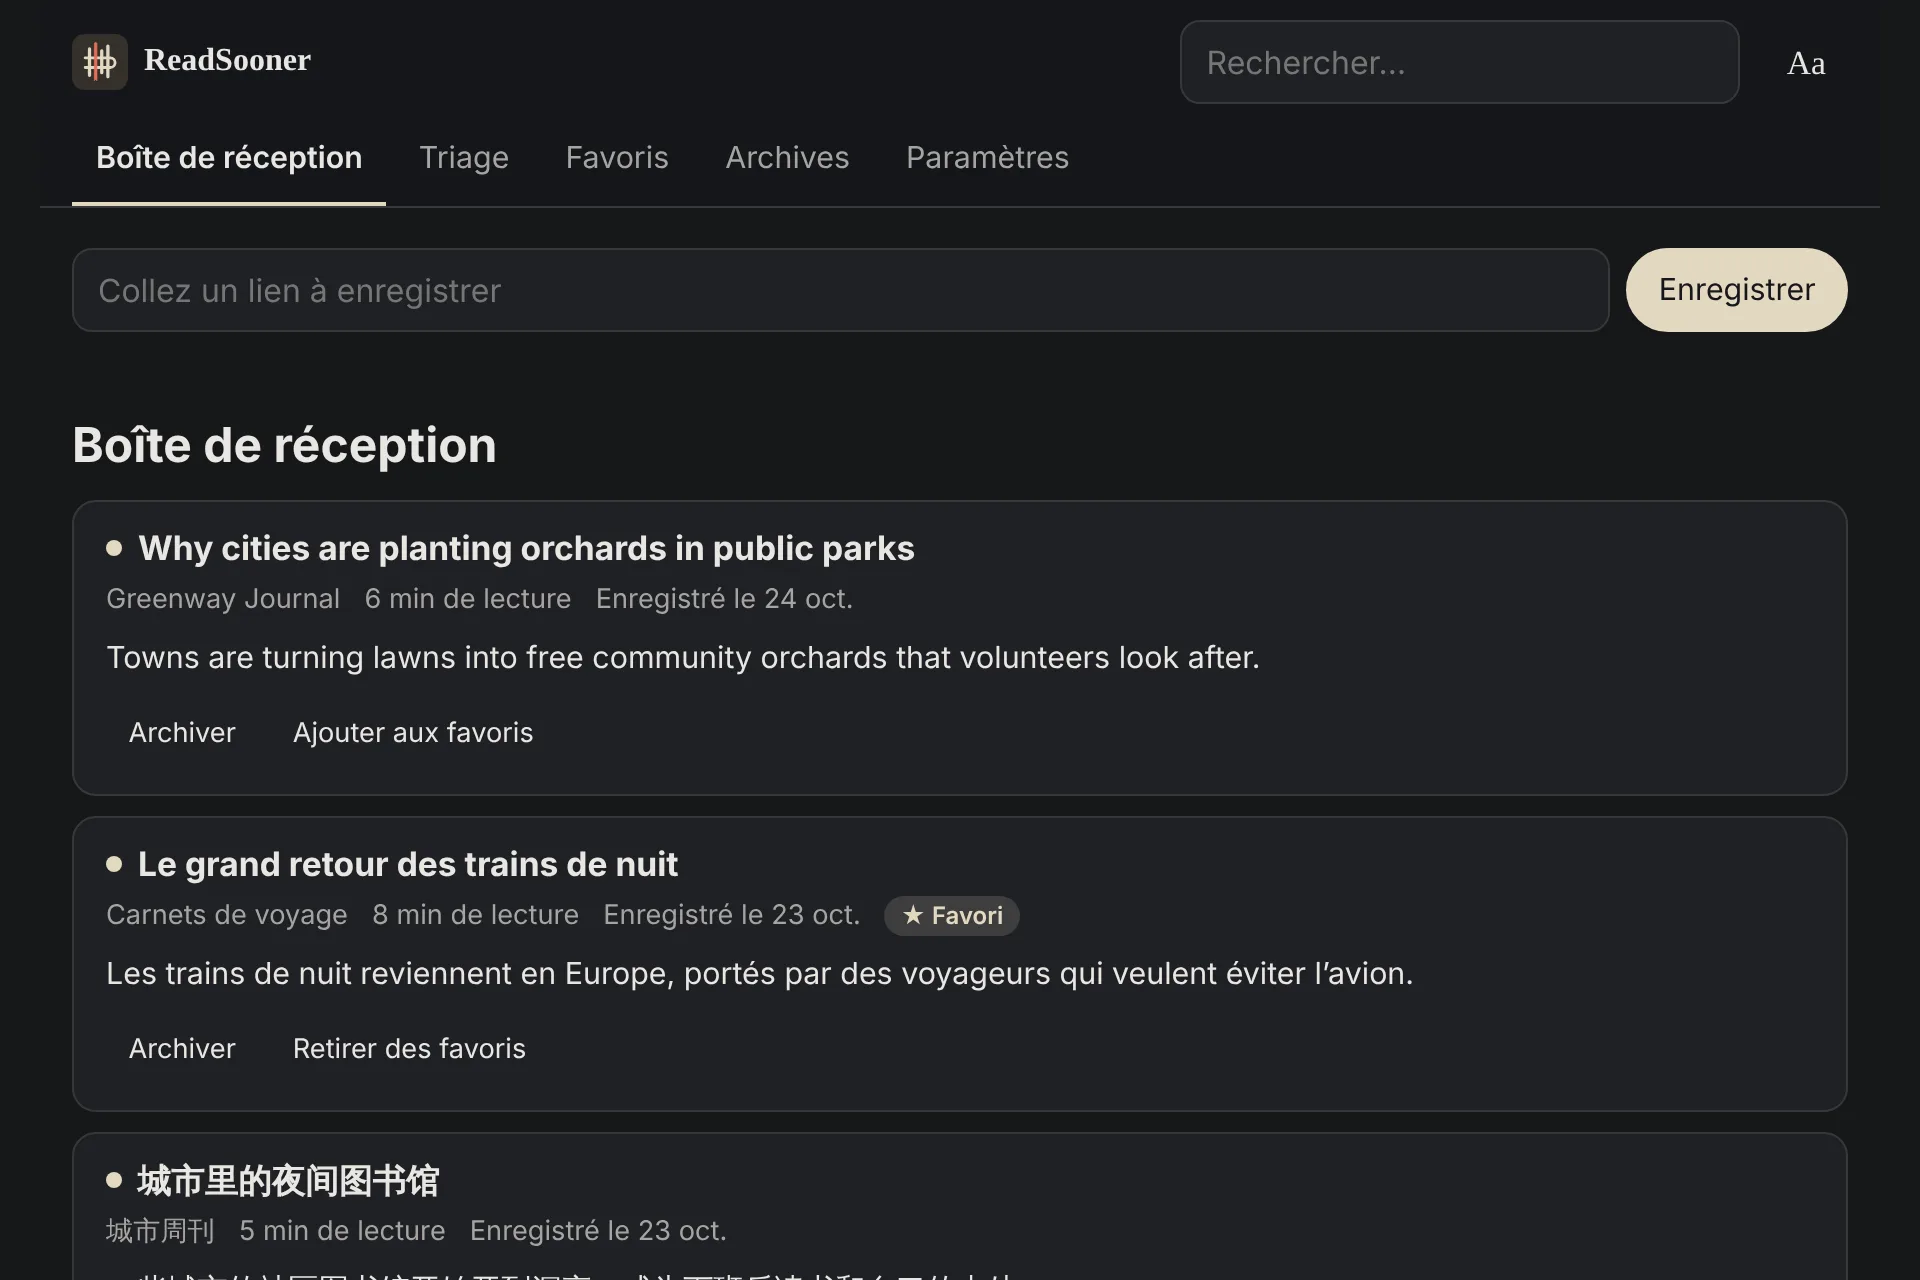 ReadSooner
Rechercher...
Aa
Boîte de réception
Triage
Favoris
Archives
Paramètres
Collez un lien à enregistrer
Enregistrer
Boîte de réception
Why cities are planting orchards in public parks
Greenway Journal 6 min de lecture Enregistré le 24 oct.
Towns are turning lawns into free community orchards that volunteers look after.
Archiver
Ajouter aux favoris
Le grand retour des trains de nuit
Carnets de voyage 8 min de lecture Enregistré le 23 oct. ★ Favori
Les trains de nuit reviennent en Europe, portés par des voyageurs qui veulent éviter l’avion.
Archiver
Retirer des favoris
城市里的夜间图书馆
城市周刊 5 min de lecture Enregistré le 23 oct.